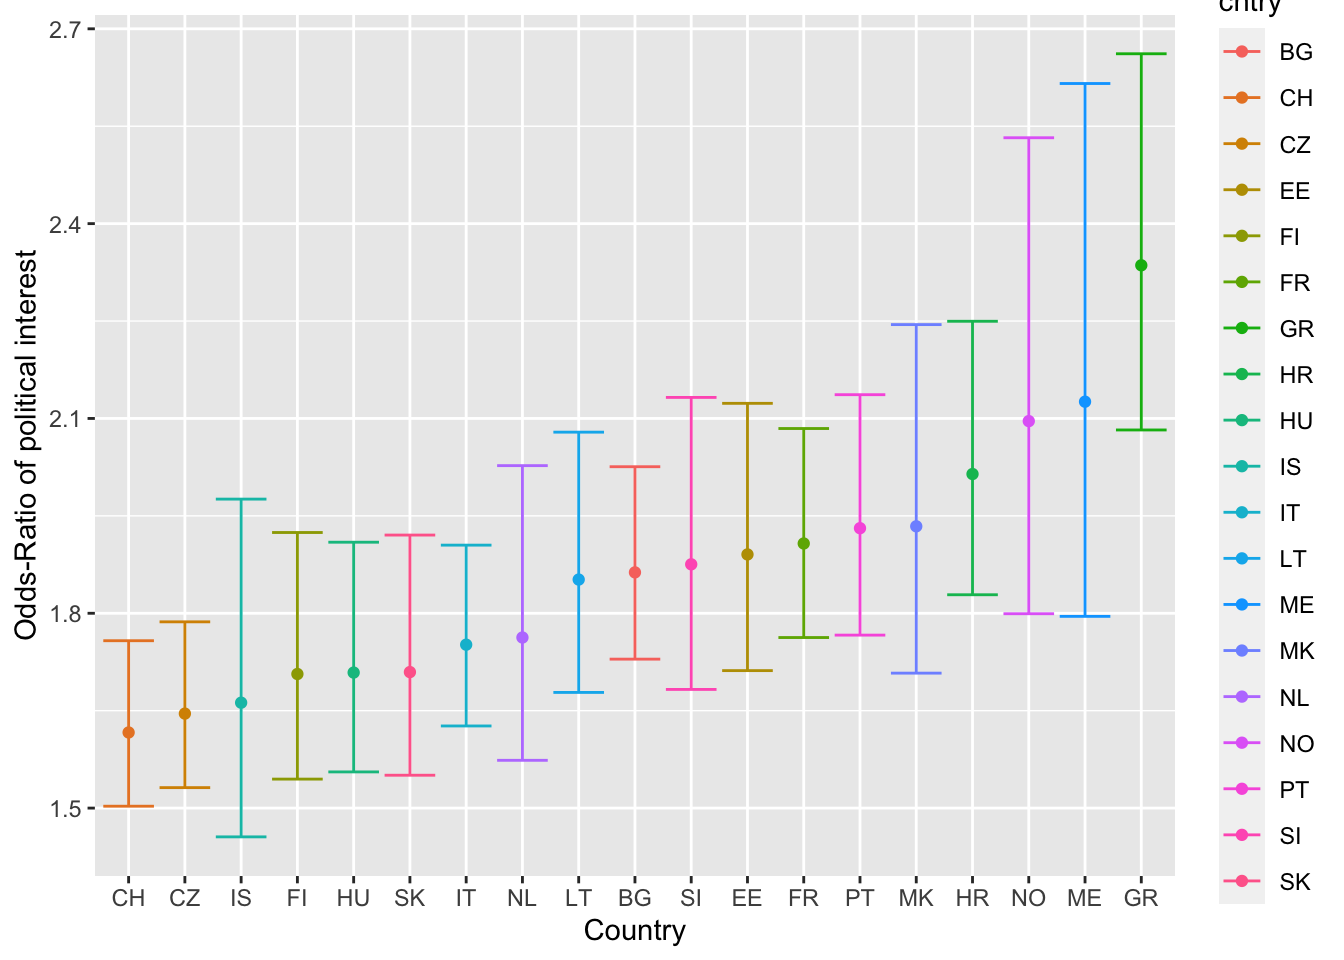 cntry
2.7
2.4
2.1
1.8
1.5
Odds-Ratio of political interest
CH CZ IS FI HU SK IT NL LT BG SI EE FR PT MK HR NO ME GR
Country
BG
CH
CZ
EE
FI
FR
GR
HR
HU
IS
IT
LT
ME
MK
NL
NO
PT
SI
SK